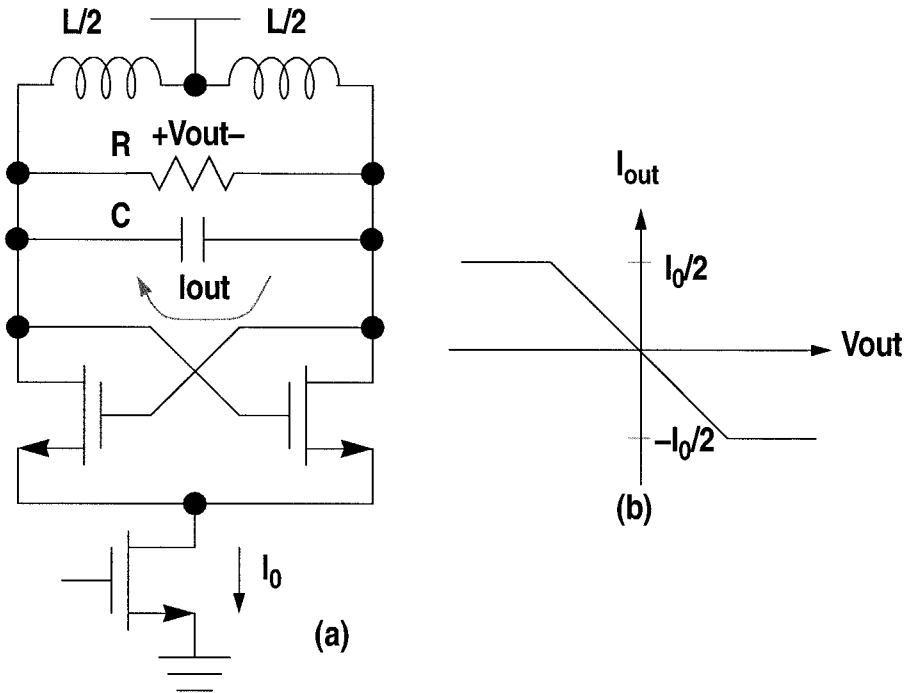 L/2 L/2
R +Vout–
C
Iout
I0
(a)
Iout
I0/2
Vout
–I0/2
(b)